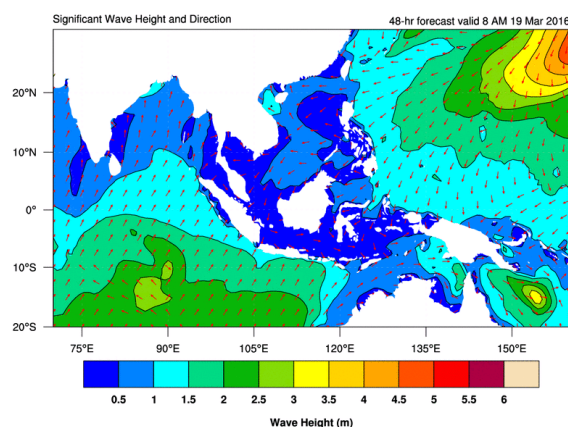 Significant Wave Height and Direction
48-hr forecast valid 8 AM 19 Mar 2016
20°N
10°N
0°
10°S
20°S
75°E 90°E 105°E 120°E 135°E 150°E
0.5 1 1.5 2 2.5 3 3.5 4 4.5 5 5.5 6
Wave Height (m)